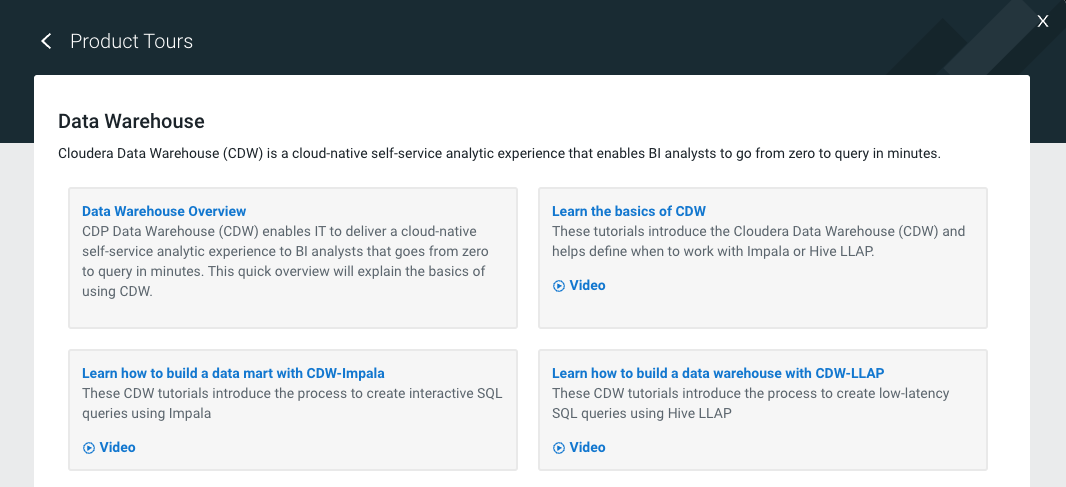 X
Product Tours
Data Warehouse
Cloudera Data Warehouse (CDW) is a cloud-native self-service analytic experience that enables BI analysts to go from zero to query in minutes.
Data Warehouse Overview
CDP Data Warehouse (CDW) enables IT to deliver a cloud-native
self-service analytic experience to BI analysts that goes from zero
to query in minutes. This quick overview will explain the basics of
using CDW.
Learn the basics of CDW
These tutorials introduce the Cloudera Data Warehouse (CDW) and
helps define when to work with Impala or Hive LLAP.
Video
Learn how to build a data mart with CDW-Impala
These CDW tutorials introduce the process to create interactive SQL
queries using Impala
Video
Learn how to build a data warehouse with CDW-LLAP
These CDW tutorials introduce the process to create low-latency
SQL queries using Hive LLAP
Video